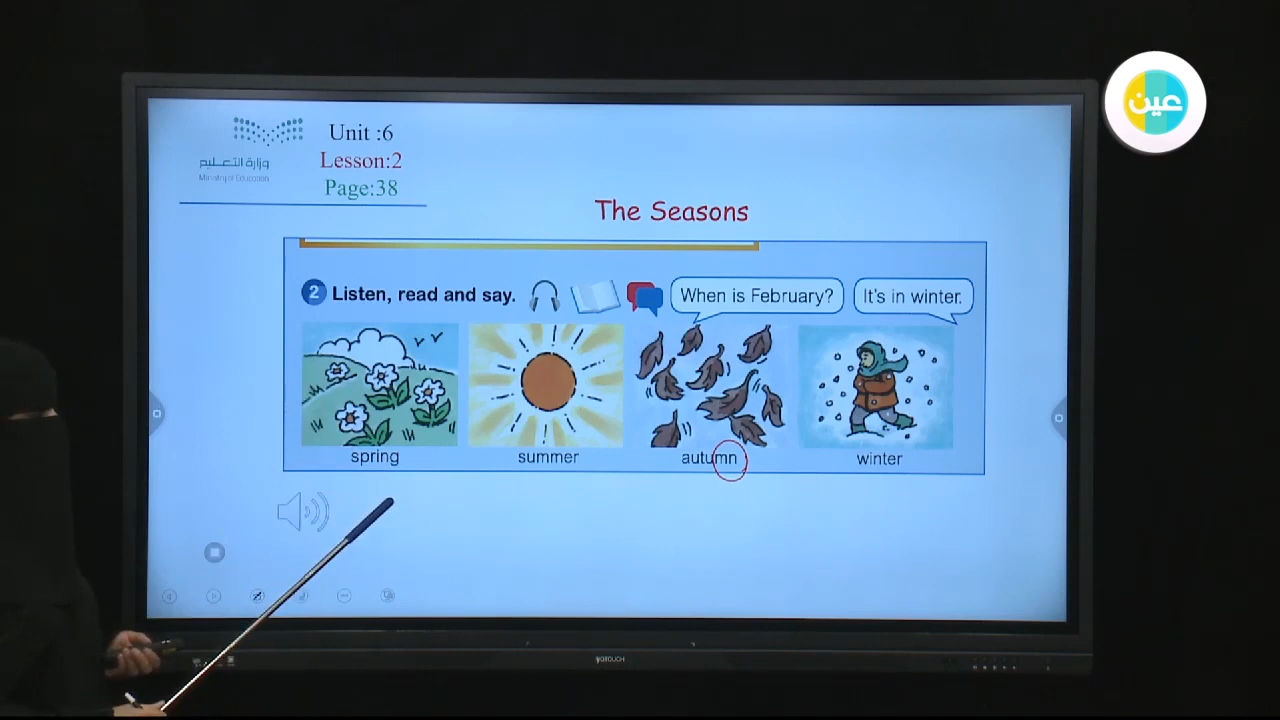 عين
Unit :6
وزارة التعليم
Lesson:2
Ministry of Education
Page:38
The Seasons
2 Listen, read and say.
When is February?
It's in winter.
spring
summer
autumn
winter
YQTOUCH